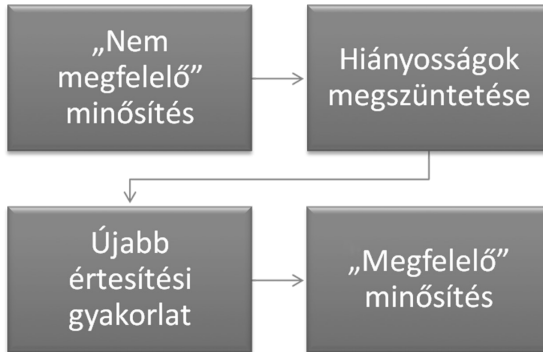 „Nem
megfelelő”
minősítés
Hiányosságok
megszüntetése
Újabb
értesítési
gyakorlat
„Megfelelő”
minősítés